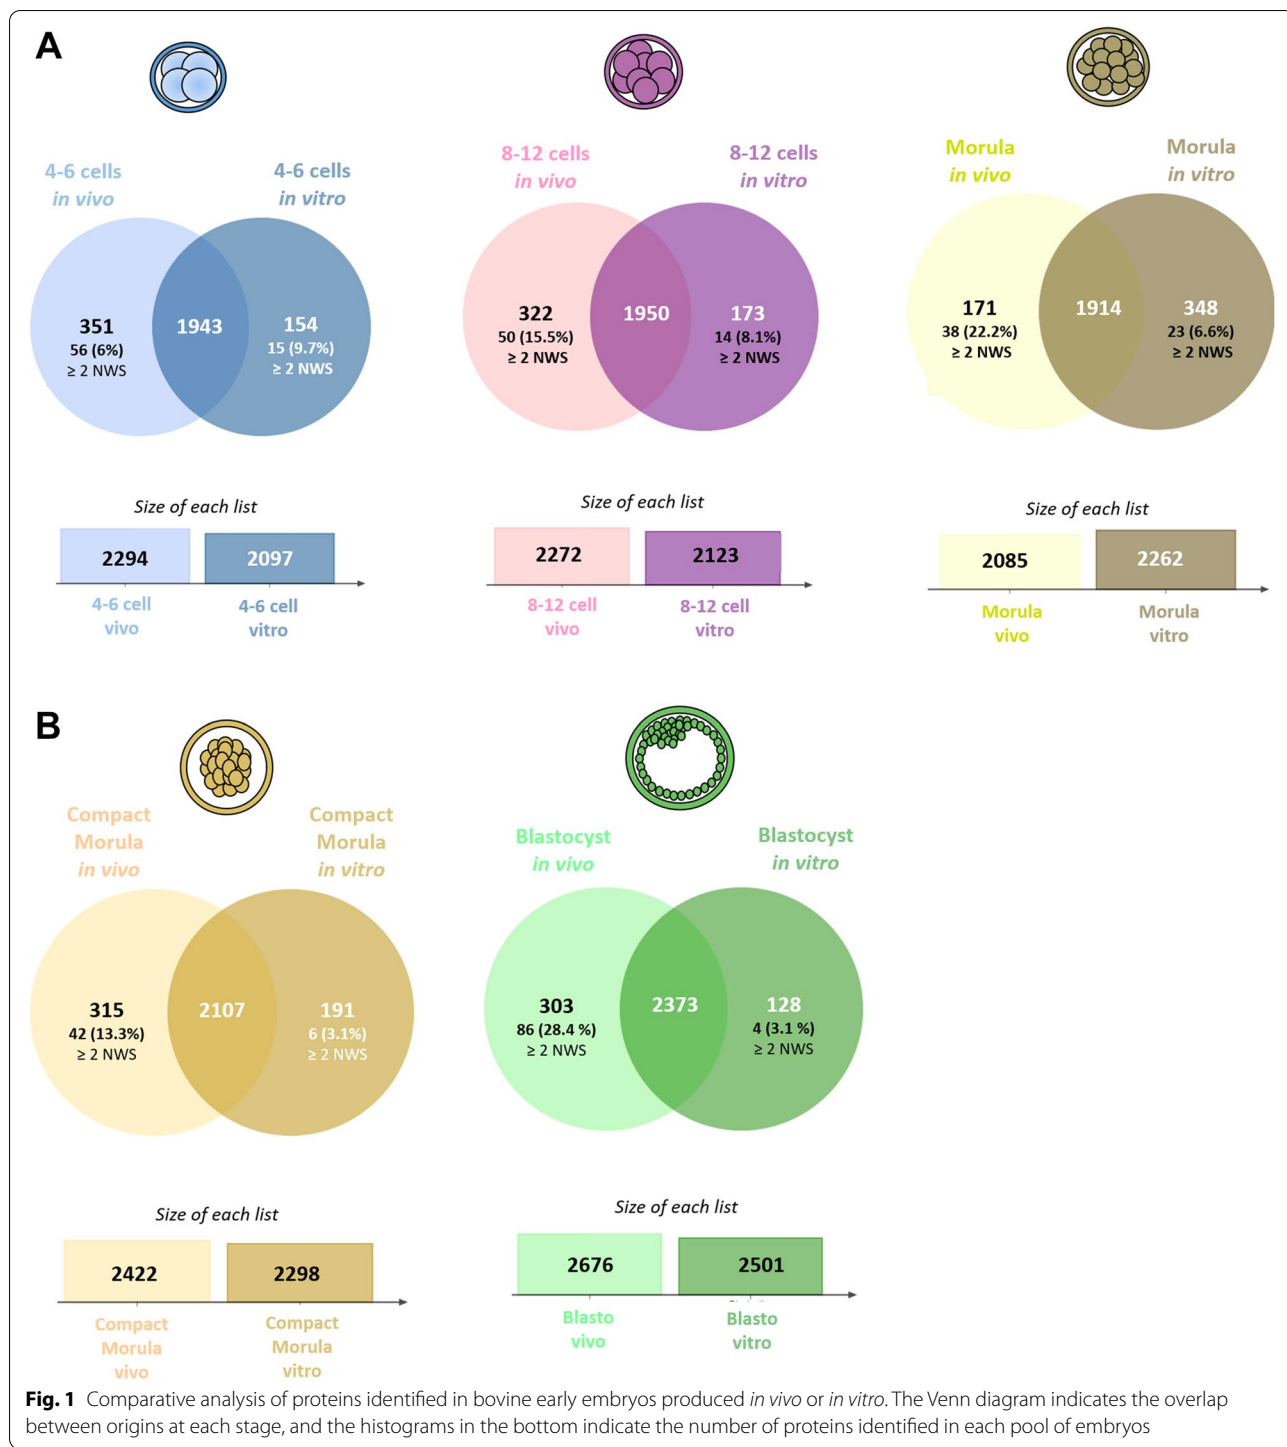 A
4-6 cells
in vivo
4-6 cells
in vitro
351
56 (6%)
≥ 2 NWS
1943
154
15 (9.7%)
≥ 2 NWS
Size of each list
2294
2097
4-6 cell
vivo
4-6 cell
vitro
8-12 cells
in vivo
8-12 cells
in vitro
322
50 (15.5%)
≥ 2 NWS
1950
173
14 (8.1%)
≥ 2 NWS
Size of each list
2272
2123
8-12 cell
vivo
8-12 cell
vitro
Morula
in vivo
Morula
in vitro
171
38 (22.2%)
≥ 2 NWS
1914
348
23 (6.6%)
≥ 2 NWS
Size of each list
2085
2262
Morula
vivo
Morula
vitro
B
Compact
Morula
in vivo
Compact
Morula
in vitro
315
42 (13.3%)
≥ 2 NWS
2107
191
6 (3.1%)
≥ 2 NWS
Size of each list
2422
2298
Compact
Morula
vivo
Compact
Morula
vitro
Blastocyst
in vivo
Blastocyst
in vitro
303
86 (28.4 %)
≥ 2 NWS
2373
128
4 (3.1 %)
≥ 2 NWS
Size of each list
2676
2501
Blasto
vivo
Blasto
vitro
Fig. 1 Comparative analysis of proteins identified in bovine early embryos produced in vivo or in vitro. The Venn diagram indicates the overlap
between origins at each stage, and the histograms in the bottom indicate the number of proteins identified in each pool of embryos